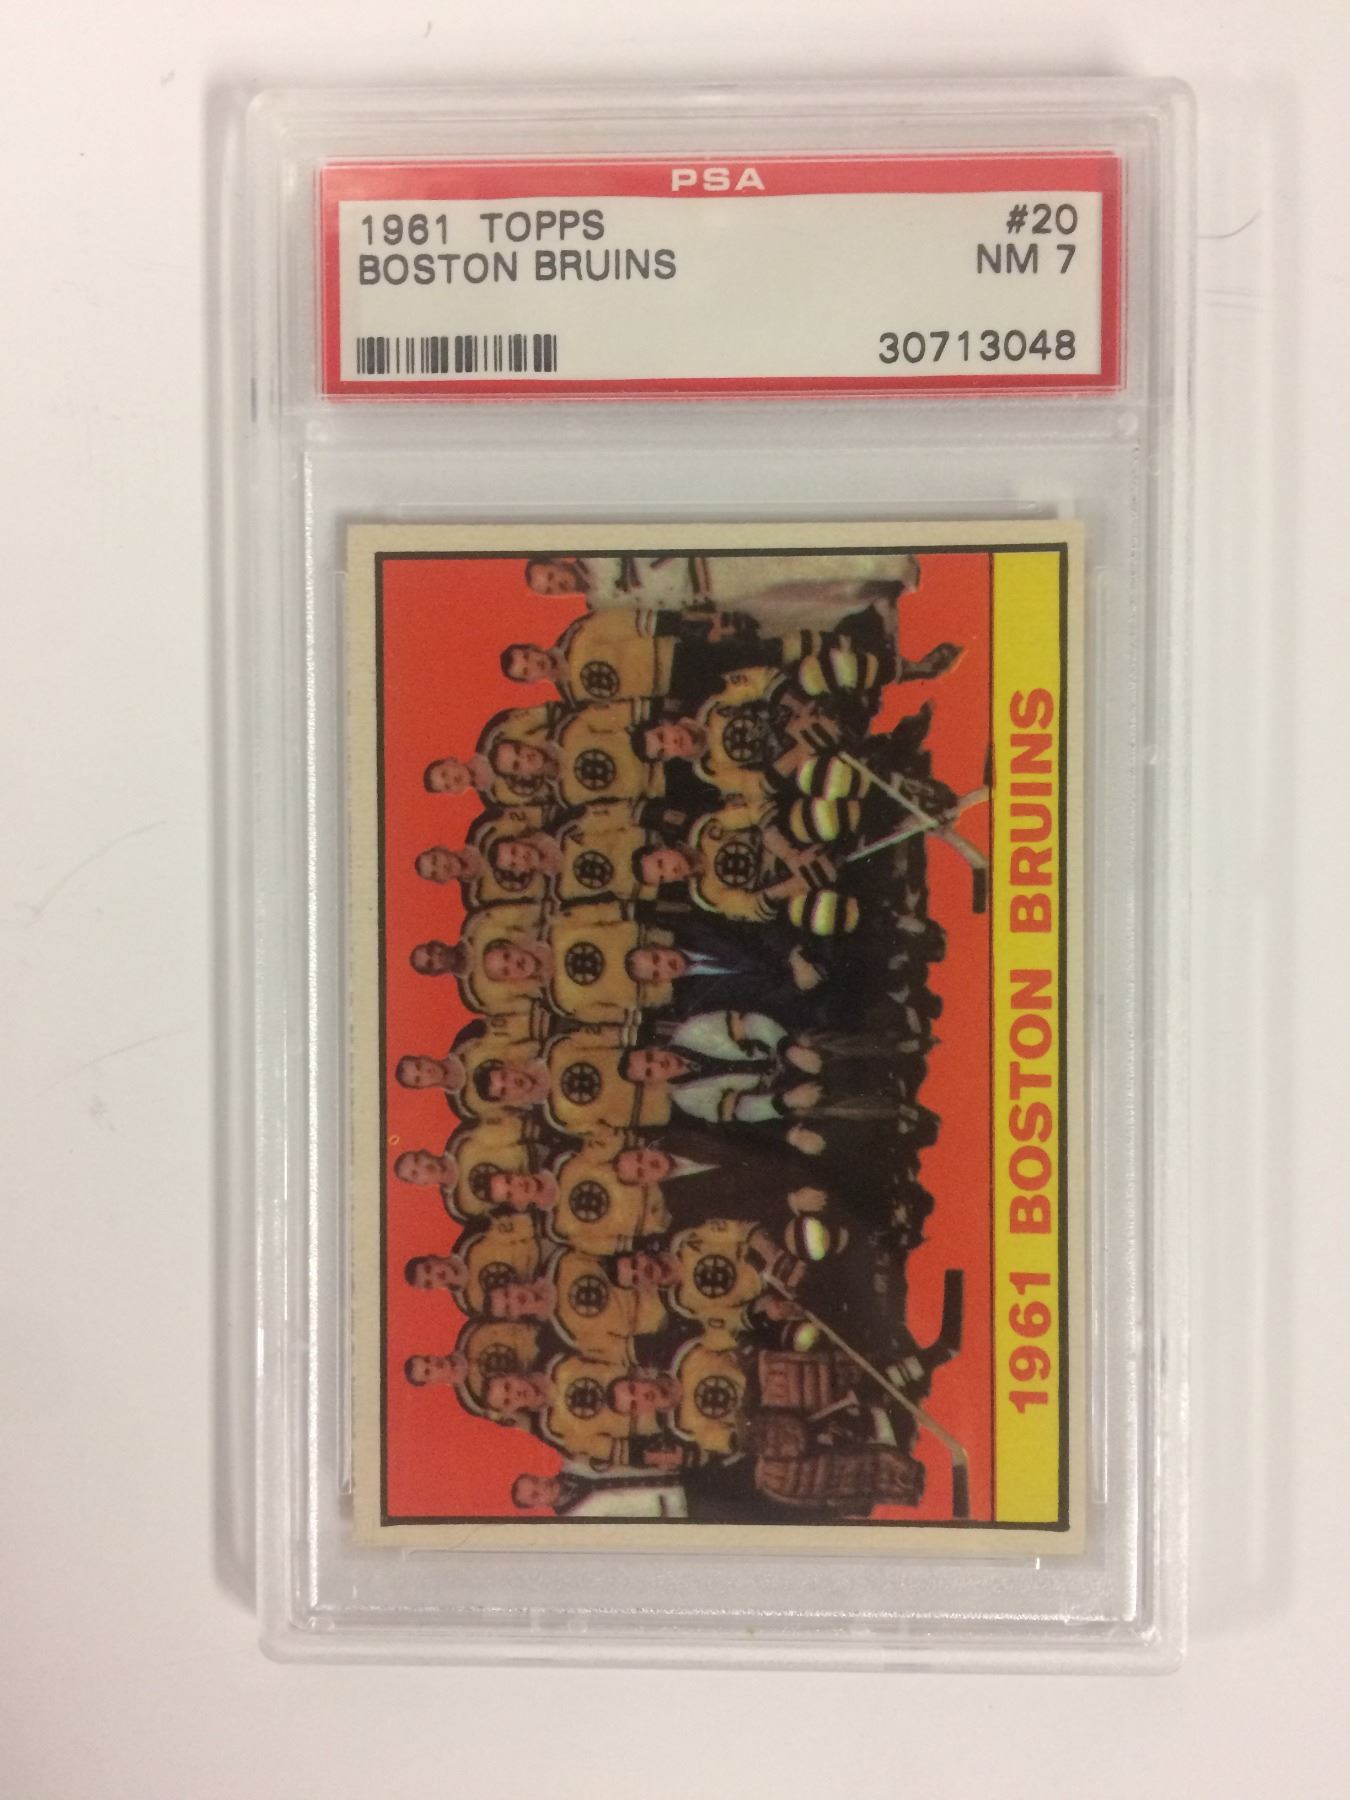 PSA
1961 TOPPS #20
BOSTON BRUINS NM 7
30713048
1961 BOSTON BRUINS